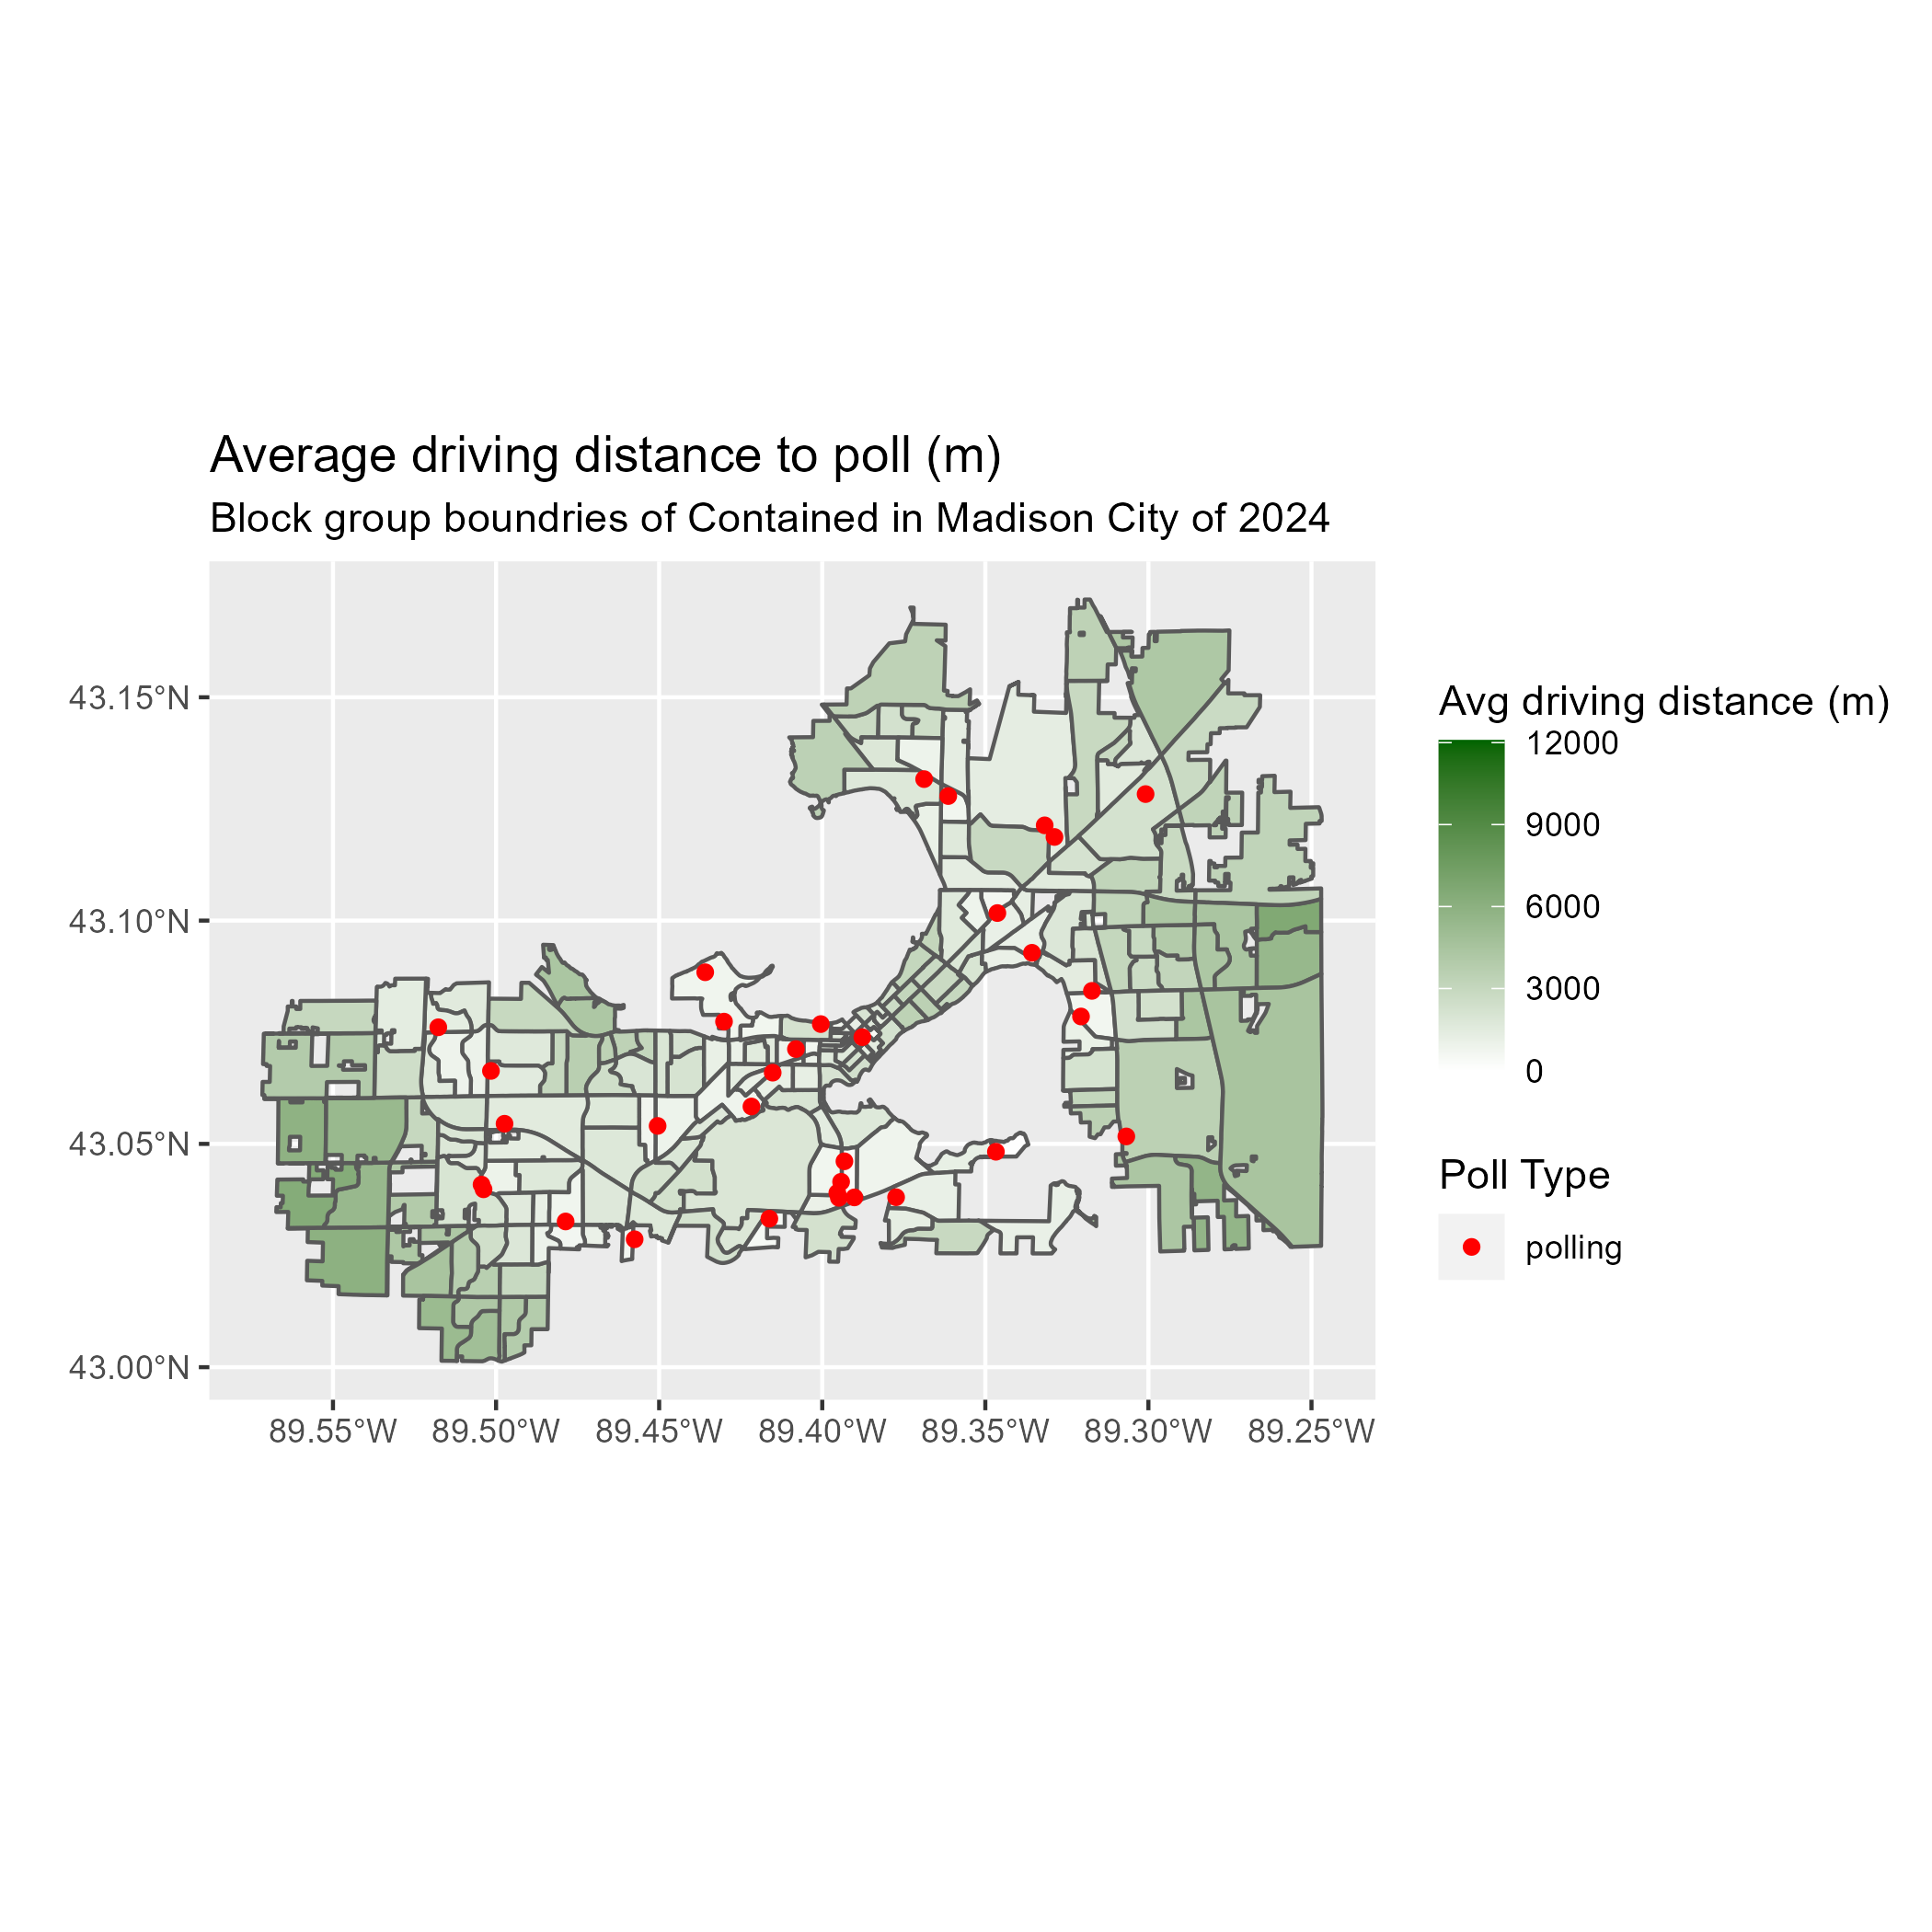 Average driving distance to poll (m)
Block group boundries of Contained in Madison City of 2024
43.15°N
43.10°N
43.05°N
43.00°N
89.55°W
89.50°W
89.45°W
89.40°W
89.35°W
89.30°W
89.25°W
Avg driving distance (m)
12000
9000
6000
3000
0
Poll Type
polling